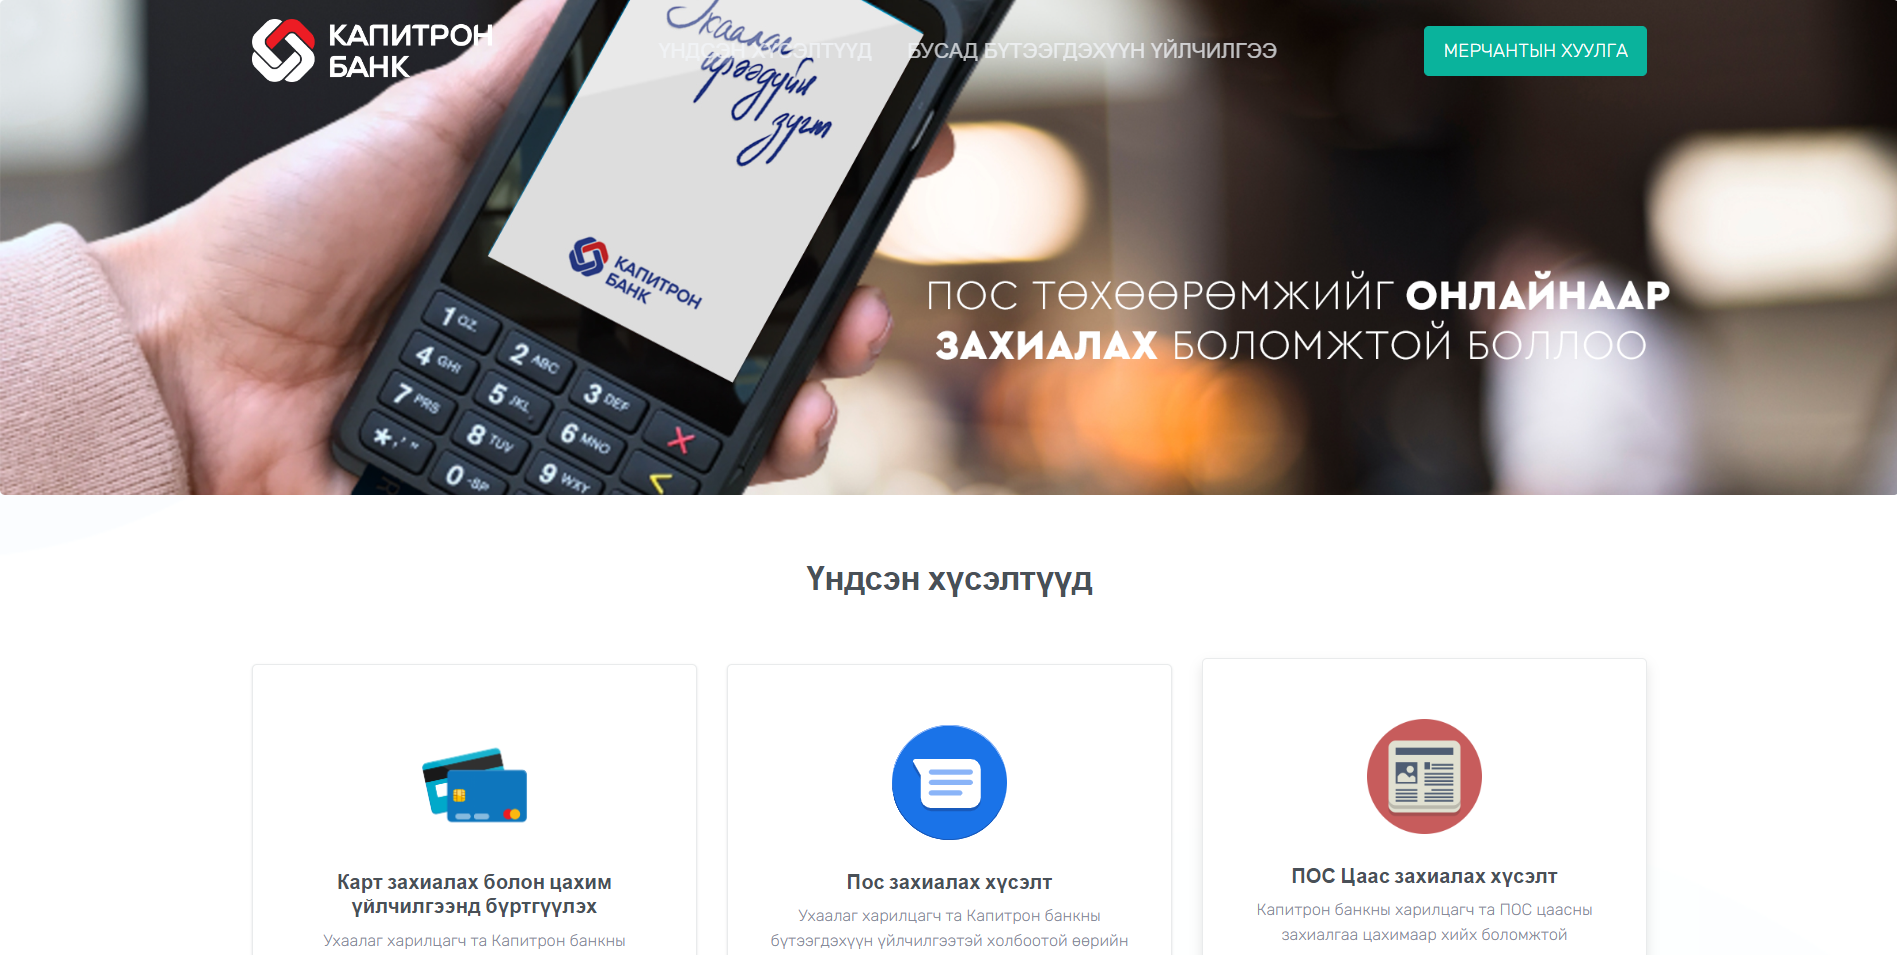 КАПИТРОН
БАНК
ҮНДСЭН ХҮСЭЛТҮҮД
БУСАД БҮТЭЭГДЭХҮҮН ҮЙЛЧИЛГЭЭ
МЕРЧАНТЫН ХУУЛГА
Ухаалаг
ирээдүйн
зүгт
КАПИТРОН
БАНК
1 QZ.
2 ABC
3 DEF
4 GHI
5 JKL
6 MNO
7 PRS
8 TUV
9 WXY
*,'"
0 -SP
ПОС ТӨХӨӨРӨМЖИЙГ ОНЛАЙНААР
ЗАХИАЛАХ БОЛОМЖТОЙ БОЛЛОО
Үндсэн хүсэлтүүд
Карт захиалах болон цахим
үйлчилгээнд бүртгүүлэх
Ухаалаг харилцагч та Капитрон банкны
Пос захиалах хүсэлт
Ухаалаг харилцагч та Капитрон банкны
бүтээгдэхүүн үйлчилгээтэй холбоотой өөрийн
ПОС Цаас захиалах хүсэлт
Капитрон банкны харилцагч та ПОС цаасны
захиалгаа цахимаар хийх боломжтой